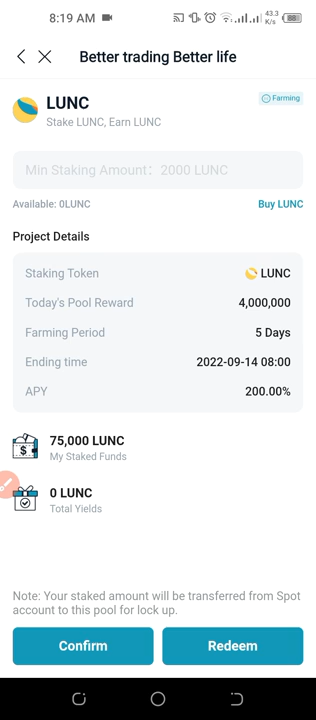 8:19 AM
43.3 K/s
88
Better trading Better life
LUNC
Farming
Stake LUNC, Earn LUNC
Min Staking Amount: 2000 LUNC
Available: 0LUNC
Buy LUNC
Project Details
Staking Token LUNC
Today's Pool Reward 4,000,000
Farming Period 5 Days
Ending time 2022-09-14 08:00
APY 200.00%
75,000 LUNC
My Staked Funds
0 LUNC
Total Yields
Note: Your staked amount will be transferred from Spot
account to this pool for lock up.
Confirm Redeem